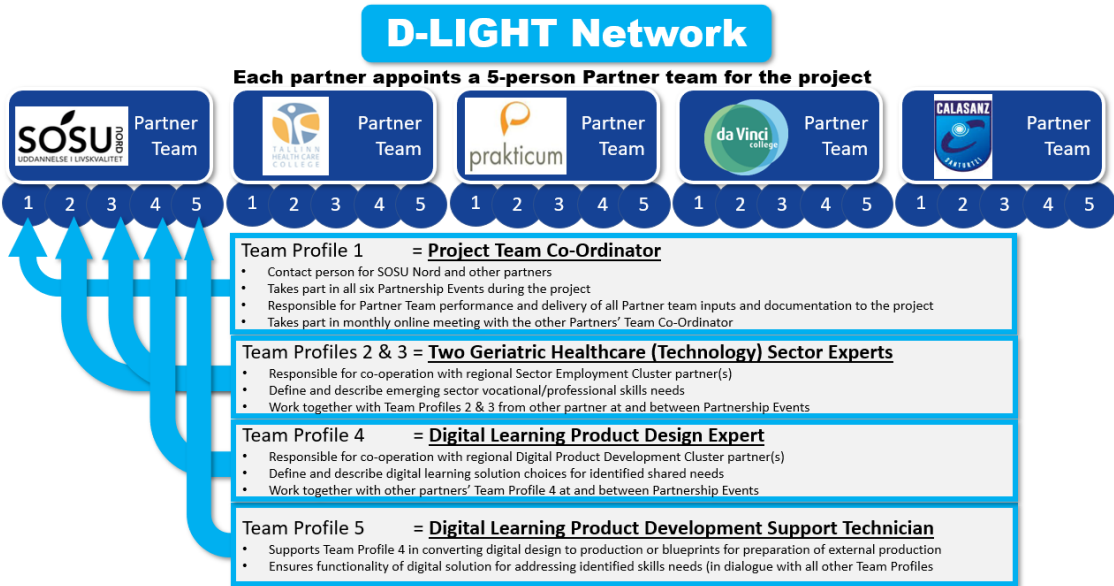 D-LIGHT Network
Each partner appoints a 5-person Partner team for the project
SOSU NORD
UDDANNELSE I LIVSKVALITET
Partner
Team
TALLINN
HEALTH CARE
COLLEGE
Partner
Team
prakticum
Partner
Team
da Vinci
college
Partner
Team
CALASANZ
SANTURTZI
Partner
Team
1 2 3 4 5 1 2 3 4 5 1 2 3 4 5 1 2 3 4 5 1 2 3 4 5
Team Profile 1 = Project Team Co-Ordinator
• Contact person for SOSU Nord and other partners
• Takes part in all six Partnership Events during the project
• Responsible for Partner Team performance and delivery of all Partner team inputs and documentation to the project
• Takes part in monthly online meeting with the other Partners' Team Co-Ordinator
Team Profiles 2 & 3 = Two Geriatric Healthcare (Technology) Sector Experts
• Responsible for co-operation with regional Sector Employment Cluster partner(s)
• Define and describe emerging sector vocational/professional skills needs
• Work together with Team Profiles 2 & 3 from other partner at and between Partnership Events
Team Profile 4 = Digital Learning Product Design Expert
• Responsible for co-operation with regional Digital Product Development Cluster partner(s)
• Define and describe digital learning solution choices for identified shared needs
• Work together with other partners' Team Profile 4 at and between Partnership Events
Team Profile 5 = Digital Learning Product Development Support Technician
• Supports Team Profile 4 in converting digital design to production or blueprints for preparation of external production
• Ensures functionality of digital solution for addressing identified skills needs (in dialogue with all other Team Profiles